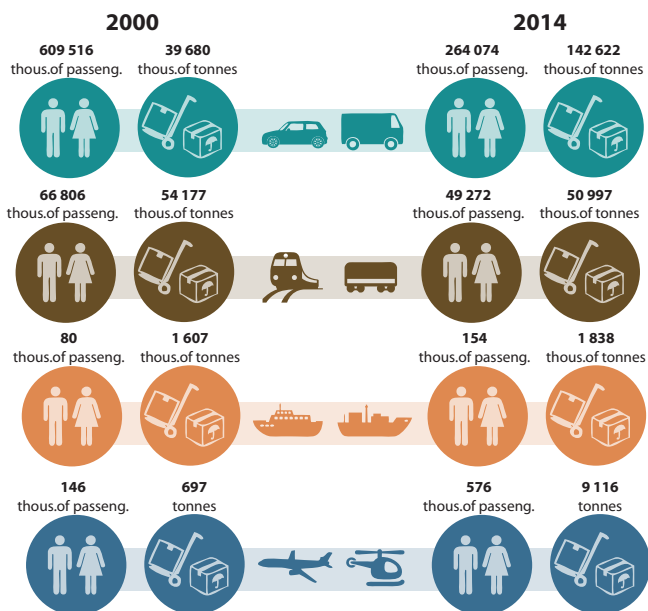 2000 2014
609 516 39 680 264 074 142 622
thous.of passeng. thous.of tonnes thous.of passeng. thous.of tonnes
66 806 54 177 49 272 50 997
thous.of passeng. thous.of tonnes thous.of passeng. thous.of tonnes
80 1 607 154 1 838
thous.of passeng. thous.of tonnes thous.of passeng. thous.of tonnes
146 697 576 9 116
thous.of passeng. tonnes thous.of passeng. tonnes